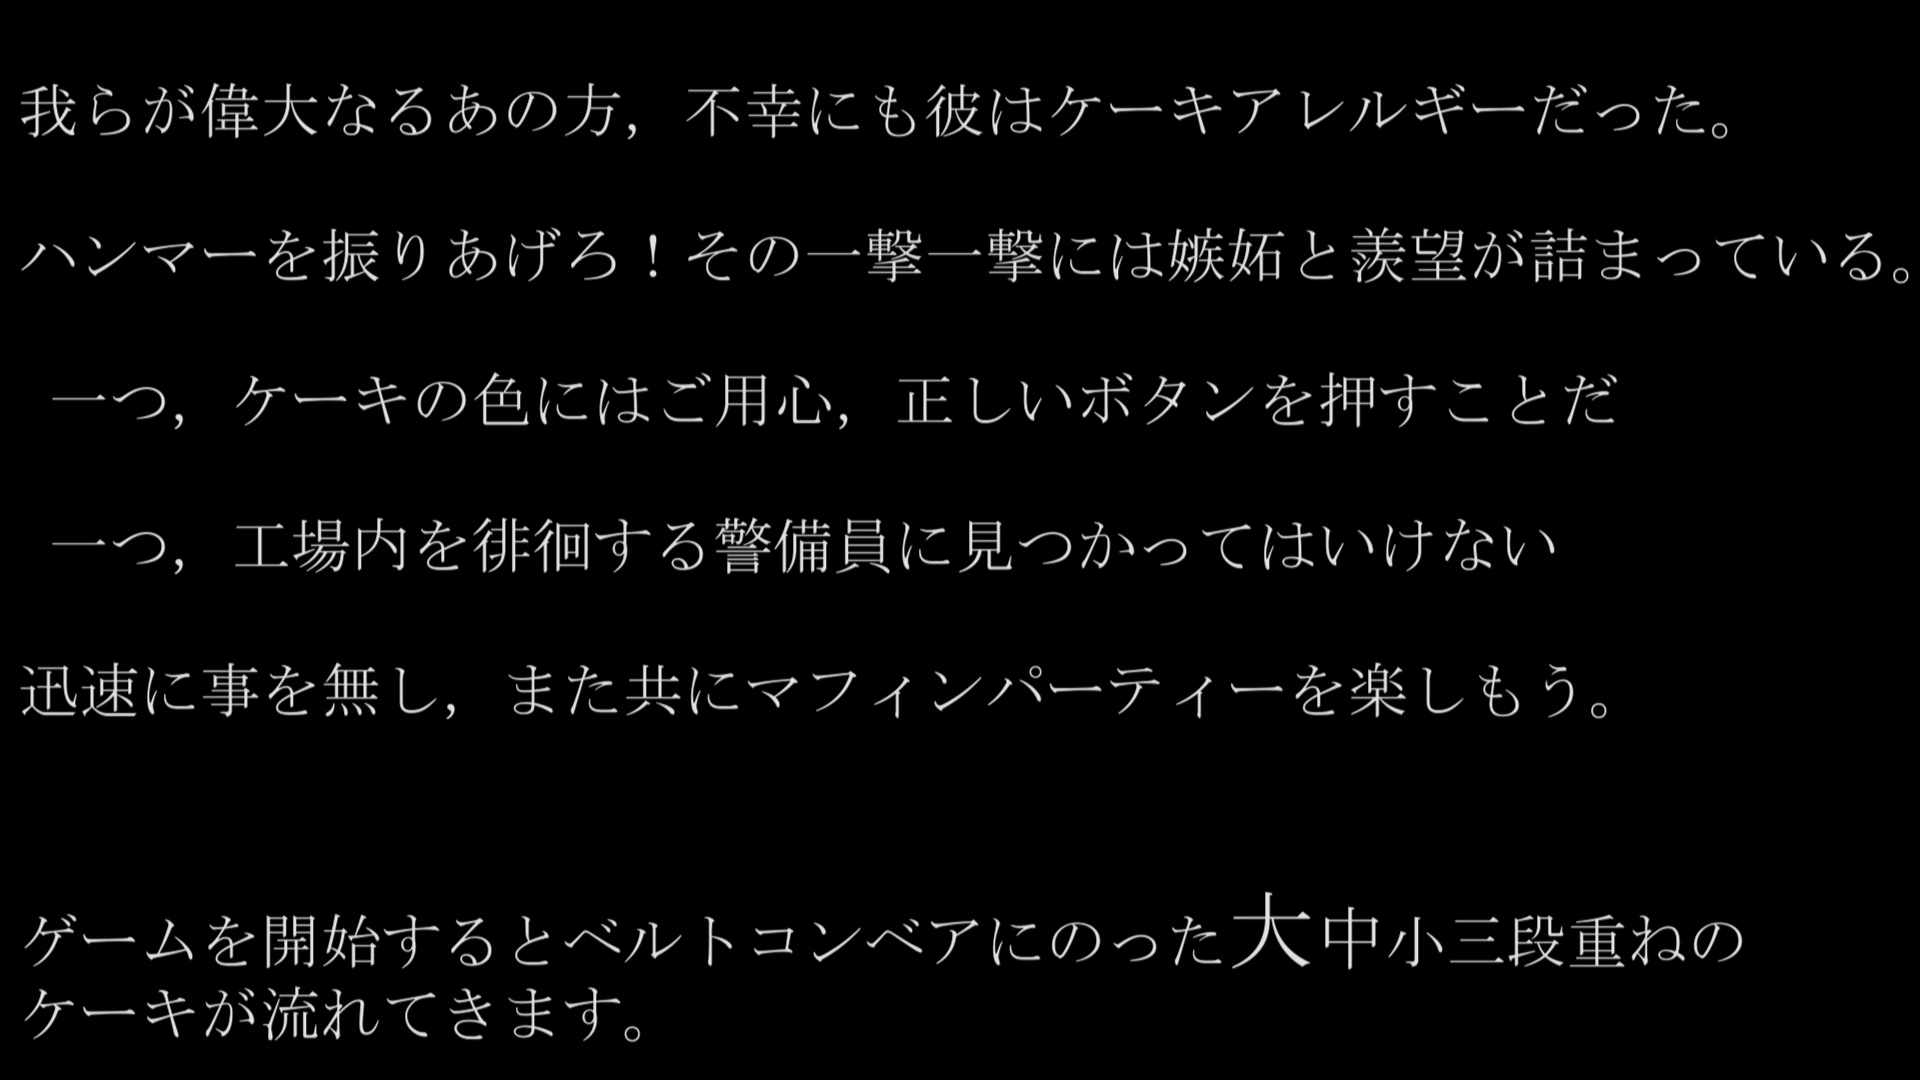 我らが偉大なるあの方，不幸にも彼はケーキアレルギーだった。
ハンマーを振りあげろ！その一撃一撃には嫉妬と羨望が詰まっている。
一つ，ケーキの色にはご用心，正しいボタンを押すことだ
一つ，工場内を徘徊する警備員に見つかってはいけない
迅速に事を無し，また共にマフィンパーティーを楽しもう。
ゲームを開始するとベルトコンベアにのった大中小三段重ねの
ケーキが流れてきます。